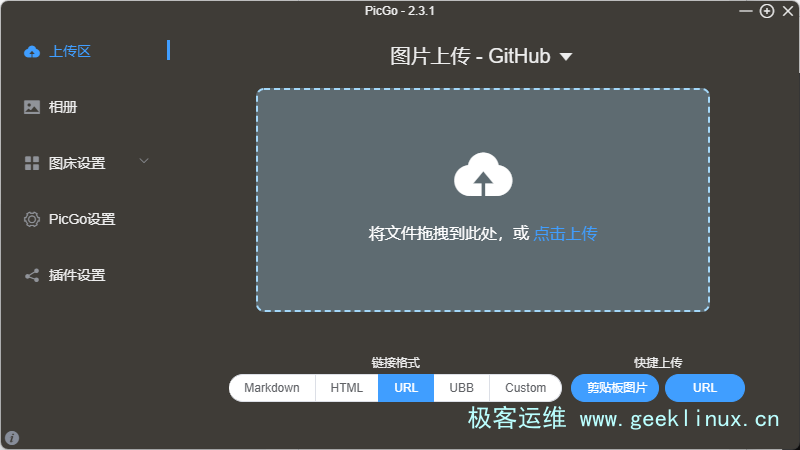 PicGo - 2.3.1
上传区
相册
图床设置
PicGo设置
插件设置
图片上传 - GitHub
将文件拖拽到此处，或 点击上传
链接格式
Markdown HTML URL UBB Custom
快捷上传
剪贴板图片 URL
极客运维 www.geeklinux.cn